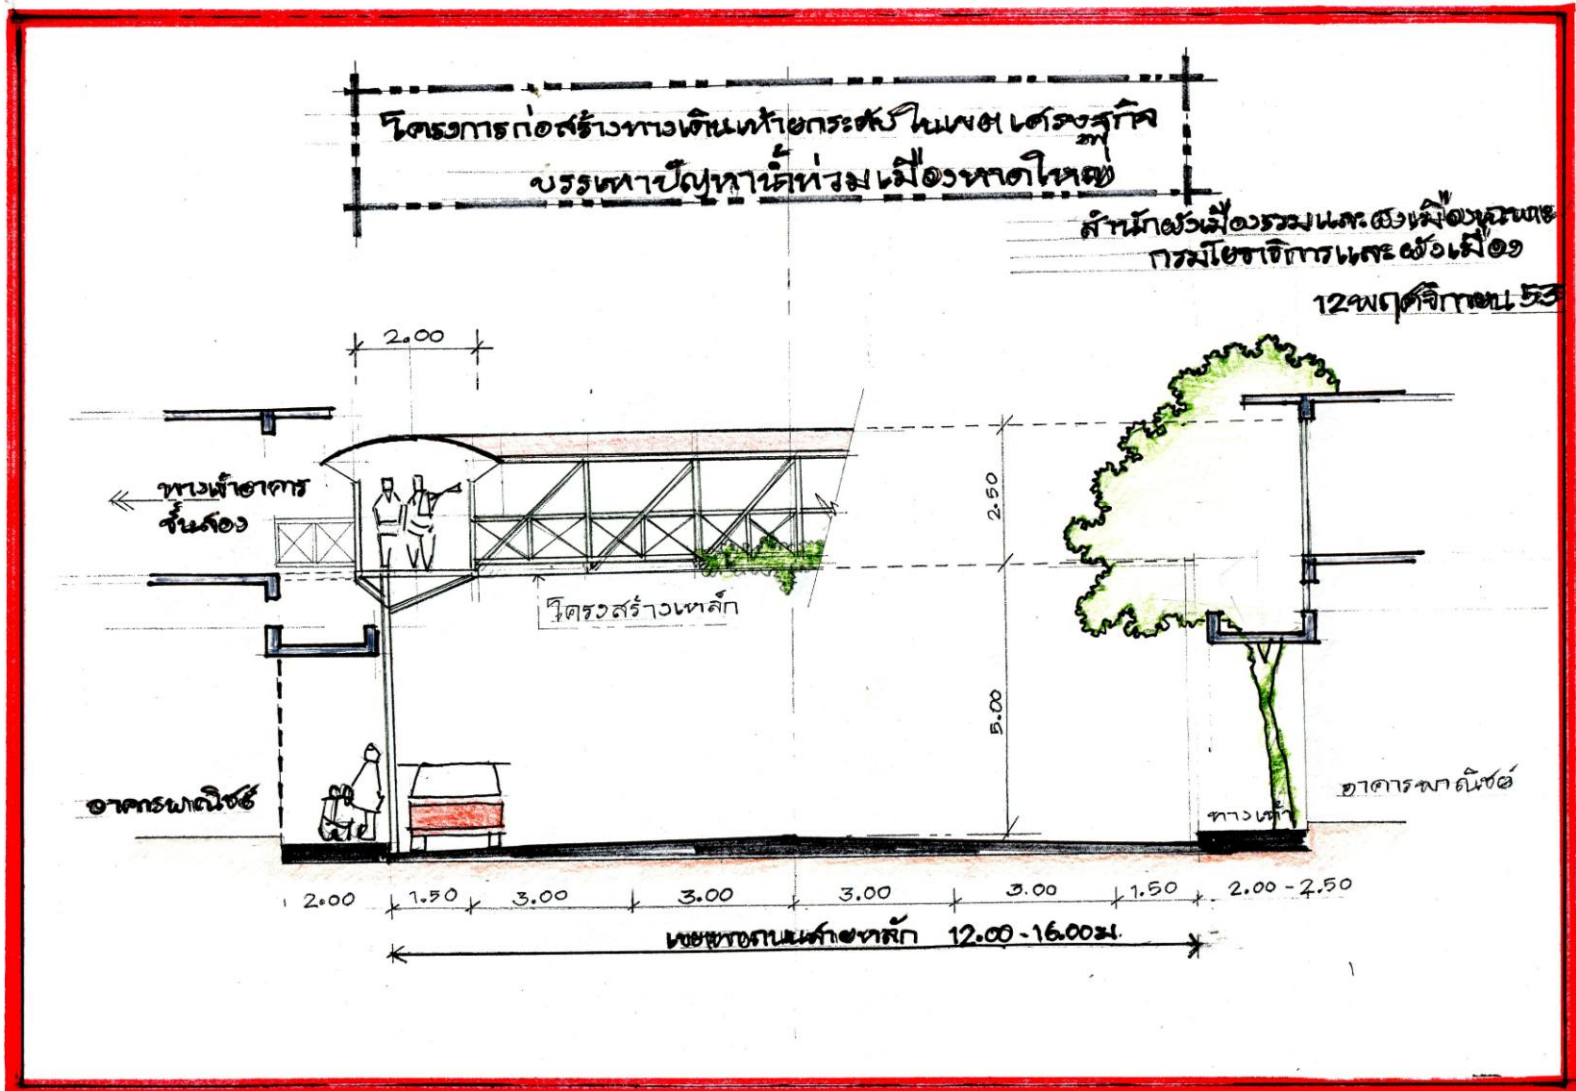 โครงการก่อสร้างทางเดินเท้ายกระดับในเขตเศรษฐกิจ
บรรเทาปัญหาน้ำท่วมเมืองหาดใหญ่
สำนักผังเมืองรวมและผังเมืองเฉพาะ
กรมโยธาธิการและผังเมือง
12 พฤศจิกายน 53
2.00
ทางเข้าอาคาร
ชั้นสอง
โครงสร้างเหล็ก
2.50
5.00
อาคารพาณิชย์
ทางเท้า
อาคารพาณิชย์
2.00 1.50 3.00 3.00 3.00 3.00 1.50 2.00 - 2.50
เขตทางถนนสายหลัก 12.00 - 16.00 ม.